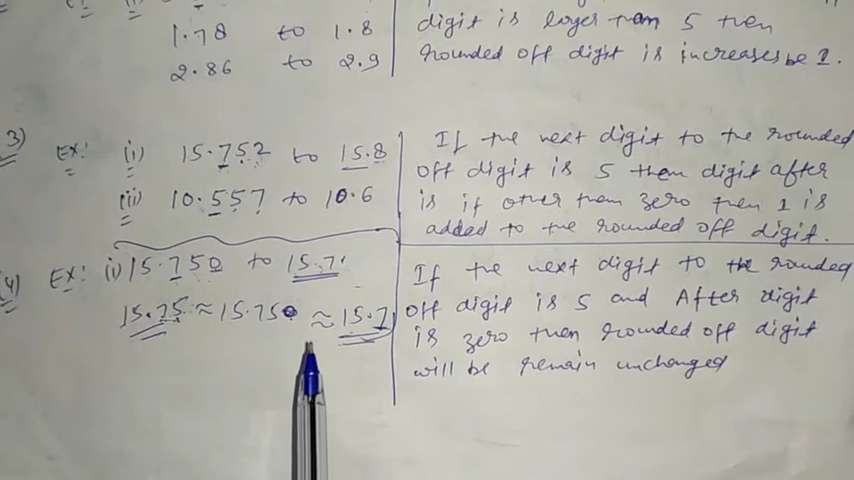 1.78 to 1.8
2.86 to 2.9
digit is larger than 5 then
rounded off digit is increases be 1.
3) Ex: (i) 15.752 to 15.8
(ii) 10.557 to 10.6
If the next digit to the rounded
off digit is 5 then digit after
is if other then zero then 1 is
added to the rounded off digit.
(4) Ex: (i) 15.750 to 15.7
15.75 ≈ 15.750 ≈ 15.7
If the next digit to the rounded
off digit is 5 and After digit
is zero then rounded off digit
will be remain unchanged